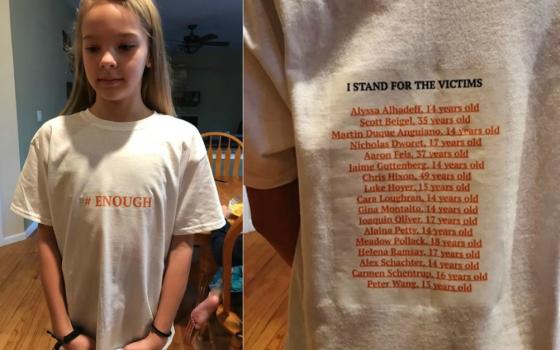 # ENOUGH
I STAND FOR THE VICTIMS
Alyssa Alhadeff, 14 years old
Scott Beigel, 35 years old
Martin Duque Anguiano, 14 years old
Nicholas Dworet, 17 years old
Aaron Feis, 37 years old
Jaime Guttenberg, 14 years old
Chris Hixon, 49 years old
Luke Hoyer, 15 years old
Cara Loughran, 14 years old
Gina Montalto, 14 years old
Joaquin Oliver, 17 years old
Alaina Petty, 14 years old
Meadow Pollack, 18 years old
Helena Ramsay, 17 years old
Alex Schachter, 14 years old
Carmen Schentrup, 16 years old
Peter Wang, 15 years old